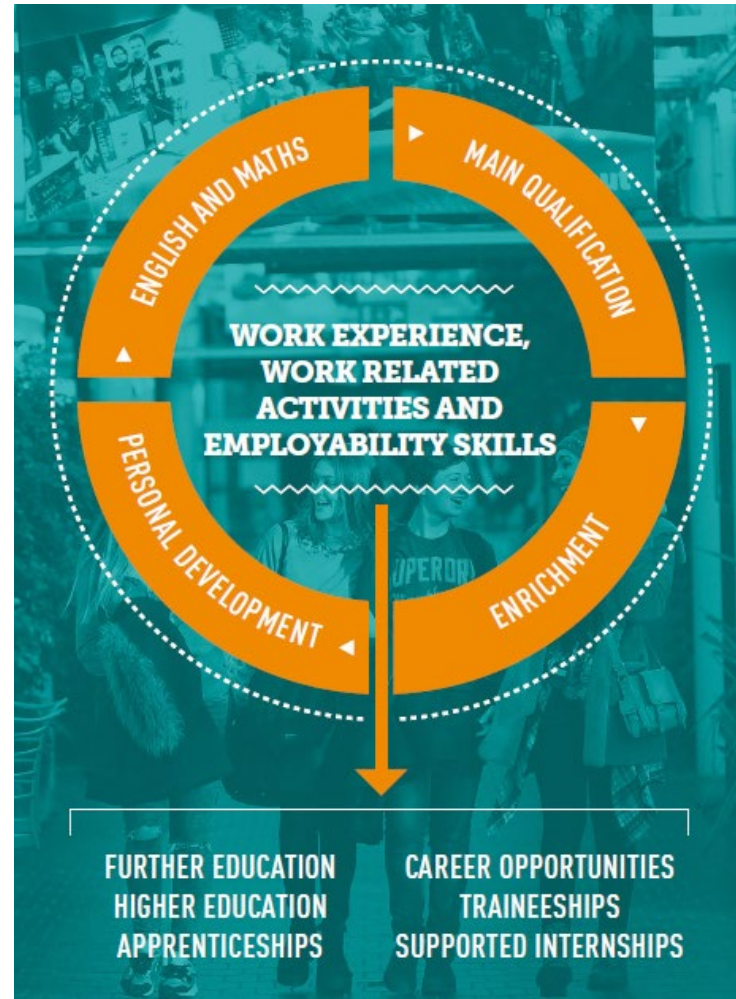 ENGLISH AND MATHS
MAIN QUALIFICATION
WORK EXPERIENCE,
WORK RELATED
ACTIVITIES AND
EMPLOYABILITY SKILLS
PERSONAL DEVELOPMENT
ENRICHMENT
FURTHER EDUCATION
HIGHER EDUCATION
APPRENTICESHIPS
CAREER OPPORTUNITIES
TRAINEESHIPS
SUPPORTED INTERNSHIPS